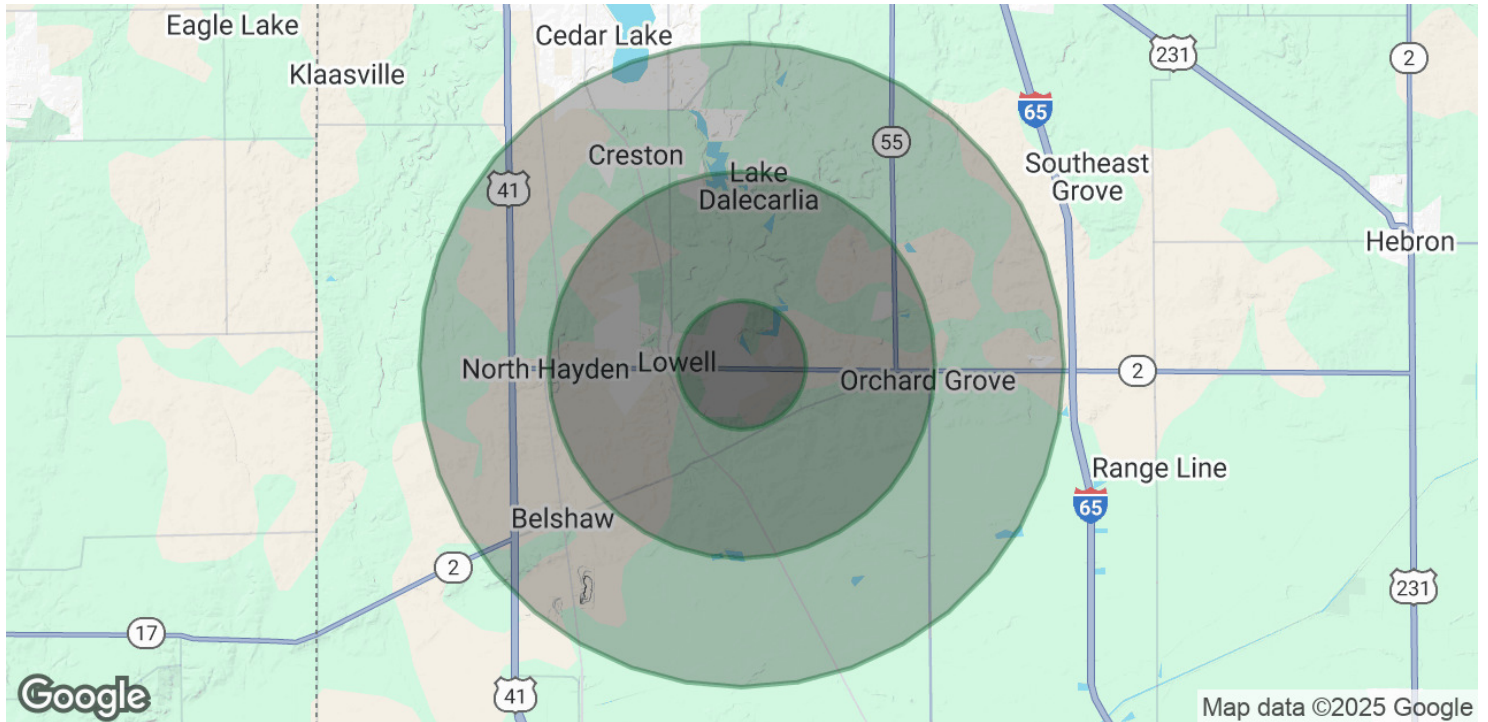 Eagle Lake
Cedar Lake
Klaasville
231
2
65
55
Creston
Southeast
Grove
Lake
Dalecarlia
41
Hebron
North Hayden
Lowell
Orchard Grove
2
Range Line
65
Belshaw
2
231
17
41
Google
Map data ©2025 Google